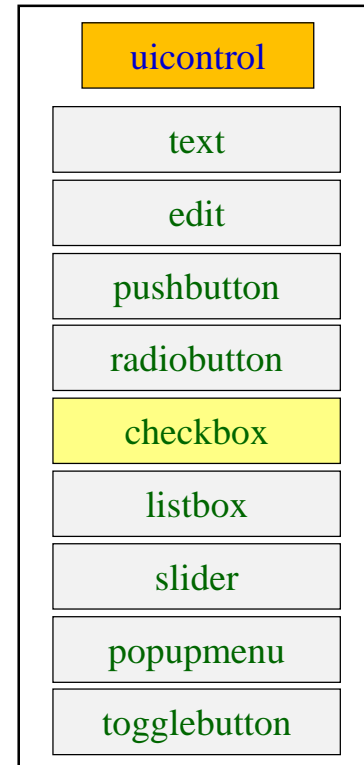 uicontrol
text
edit
pushbutton
radiobutton
checkbox
listbox
slider
popupmenu
togglebutton